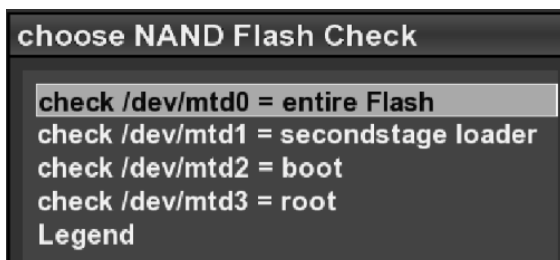 choose NAND Flash Check
check /dev/mtd0 = entire Flash
check /dev/mtd1 = secondstage loader
check /dev/mtd2 = boot
check /dev/mtd3 = root
Legend